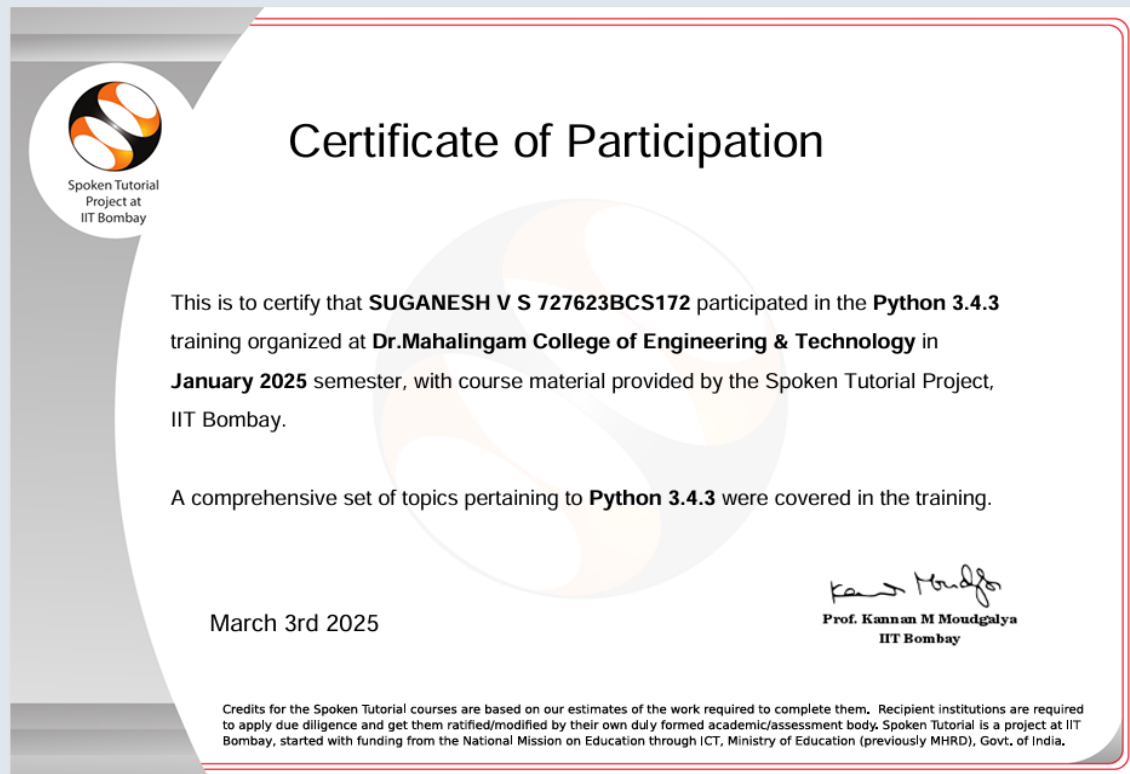 Spoken Tutorial
Project at
IIT Bombay
Certificate of Participation
This is to certify that SUGANESH V S 727623BCS172 participated in the Python 3.4.3
training organized at Dr.Mahalingam College of Engineering & Technology in
January 2025 semester, with course material provided by the Spoken Tutorial Project,
IIT Bombay.
A comprehensive set of topics pertaining to Python 3.4.3 were covered in the training.
March 3rd 2025
Prof. Kannan M Moudgalya
IIT Bombay
Credits for the Spoken Tutorial courses are based on our estimates of the work required to complete them. Recipient institutions are required
to apply due diligence and get them ratified/modified by their own duly formed academic/assessment body. Spoken Tutorial is a project at IIT
Bombay, started with funding from the National Mission on Education through ICT, Ministry of Education (previously MHRD), Govt. of India.